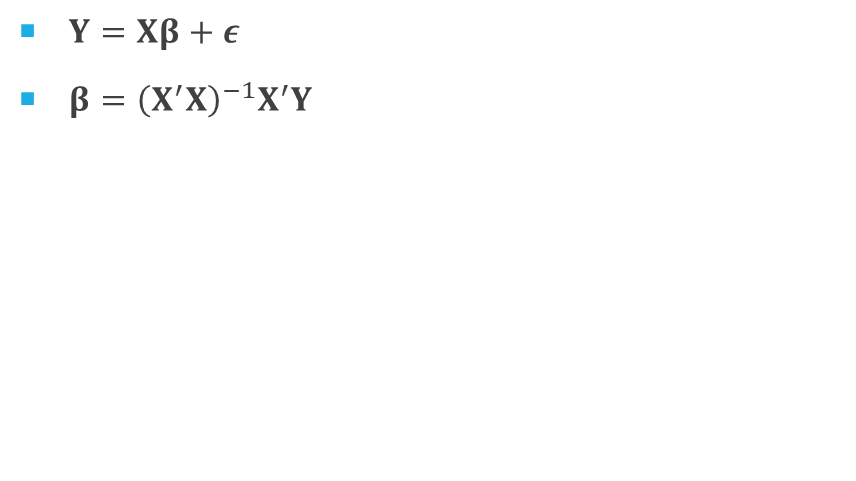 ▪ 𝐘 = 𝐗𝛃 + 𝝐
▪ 𝛃 = (𝐗′𝐗)⁻¹𝐗′𝐘